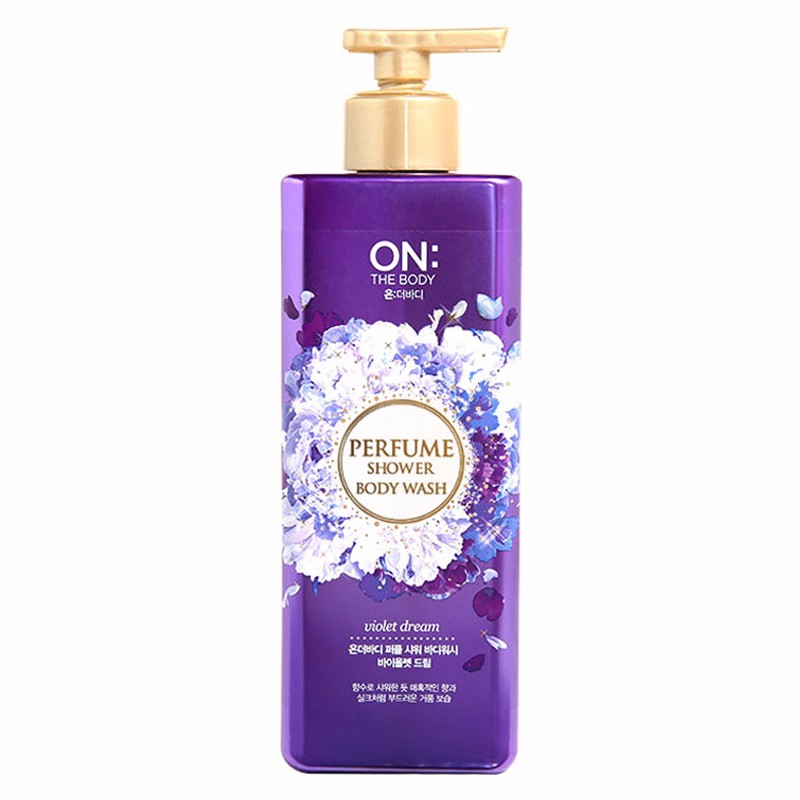 ON:
THE BODY
온:더바디
PERFUME
SHOWER
BODY WASH
violet dream
온더바디 퍼퓸 샤워 바디워시
바이올렛 드림
향수로 샤워한 듯 매혹적인 향과
실크처럼 부드러운 거품 보습